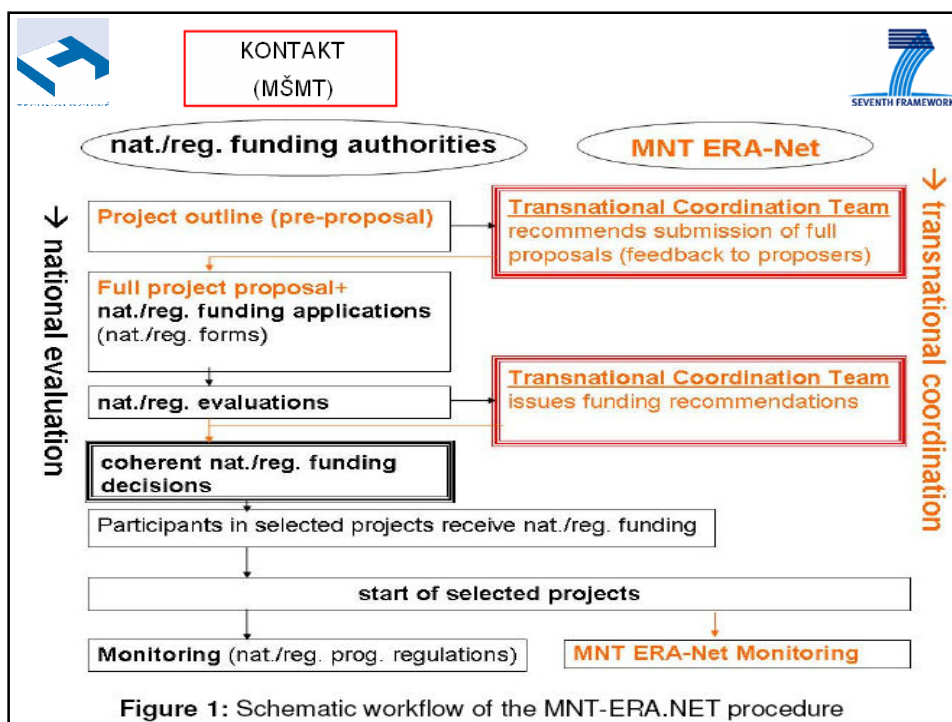 KONTAKT
(MŠMT)
SEVENTH FRAMEWORK
nat./reg. funding authorities
MNT ERA-Net
↓ national evaluation
Project outline (pre-proposal)
Transnational Coordination Team
recommends submission of full
proposals (feedback to proposers)
↓ transnational coordination
Full project proposal+
nat./reg. funding applications
(nat./reg. forms)
nat./reg. evaluations
Transnational Coordination Team
issues funding recommendations
coherent nat./reg. funding
decisions
Participants in selected projects receive nat./reg. funding
start of selected projects
Monitoring (nat./reg. prog. regulations)
MNT ERA-Net Monitoring
Figure 1: Schematic workflow of the MNT-ERA.NET procedure